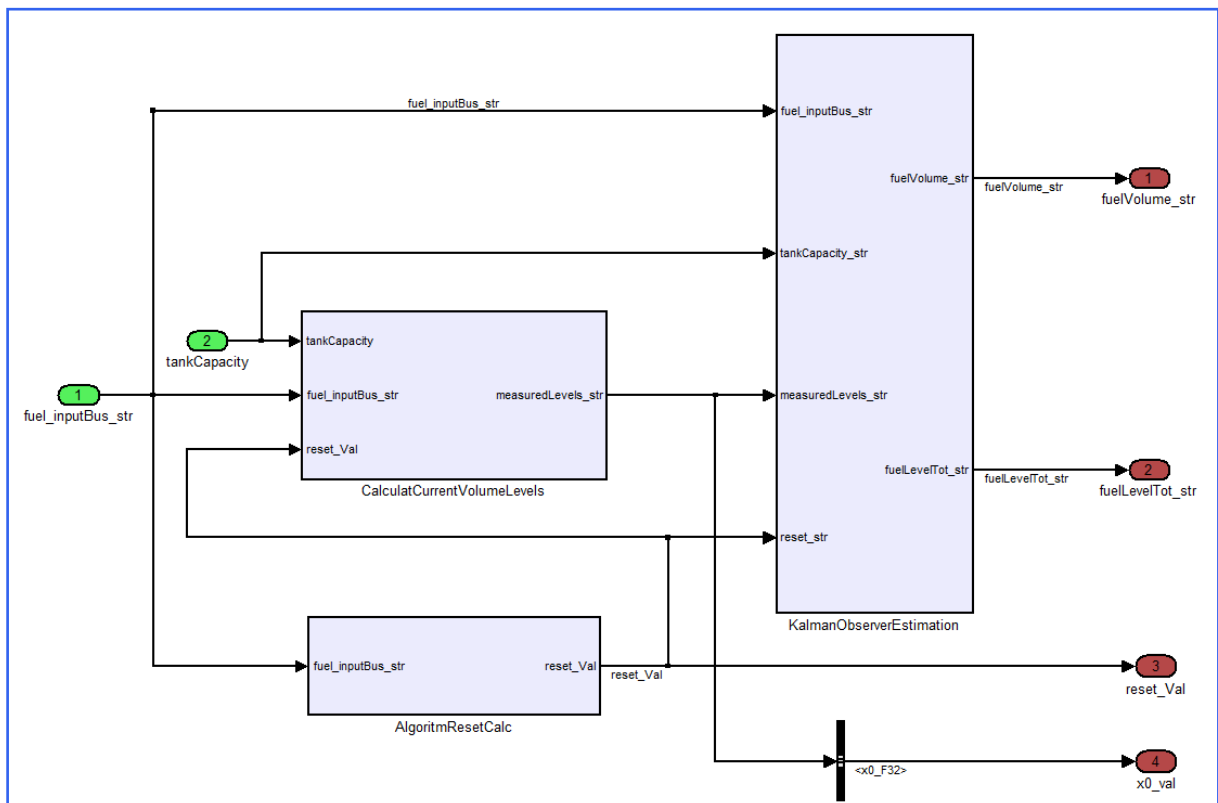 fuel_inputBus_str
fuel_inputBus_str
fuelVolume_str
fuelVolume_str
1
fuelVolume_str
tankCapacity_str
2
tankCapacity
tankCapacity
1
fuel_inputBus_str
fuel_inputBus_str
measuredLevels_str
measuredLevels_str
reset_Val
CalculatCurrentVolumeLevels
fuelLevelTot_str
fuelLevelTot_str
2
fuelLevelTot_str
reset_str
KalmanObserverEstimation
fuel_inputBus_str
reset_Val
reset_Val
3
reset_Val
AlgoritmResetCalc
<x0_F32>
4
x0_val